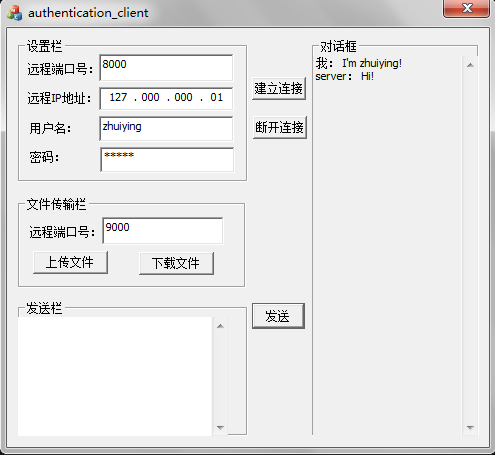 authentication_client
设置栏
远程端口号: 8000
远程IP地址: 127 . 000 . 000 . 01
用户名: zhuiying
密码: *****
建立连接
断开连接
文件传输栏
远程端口号: 9000
上传文件
下载文件
发送栏
发送
对话框
我: I'm zhuiying!
server: Hi!